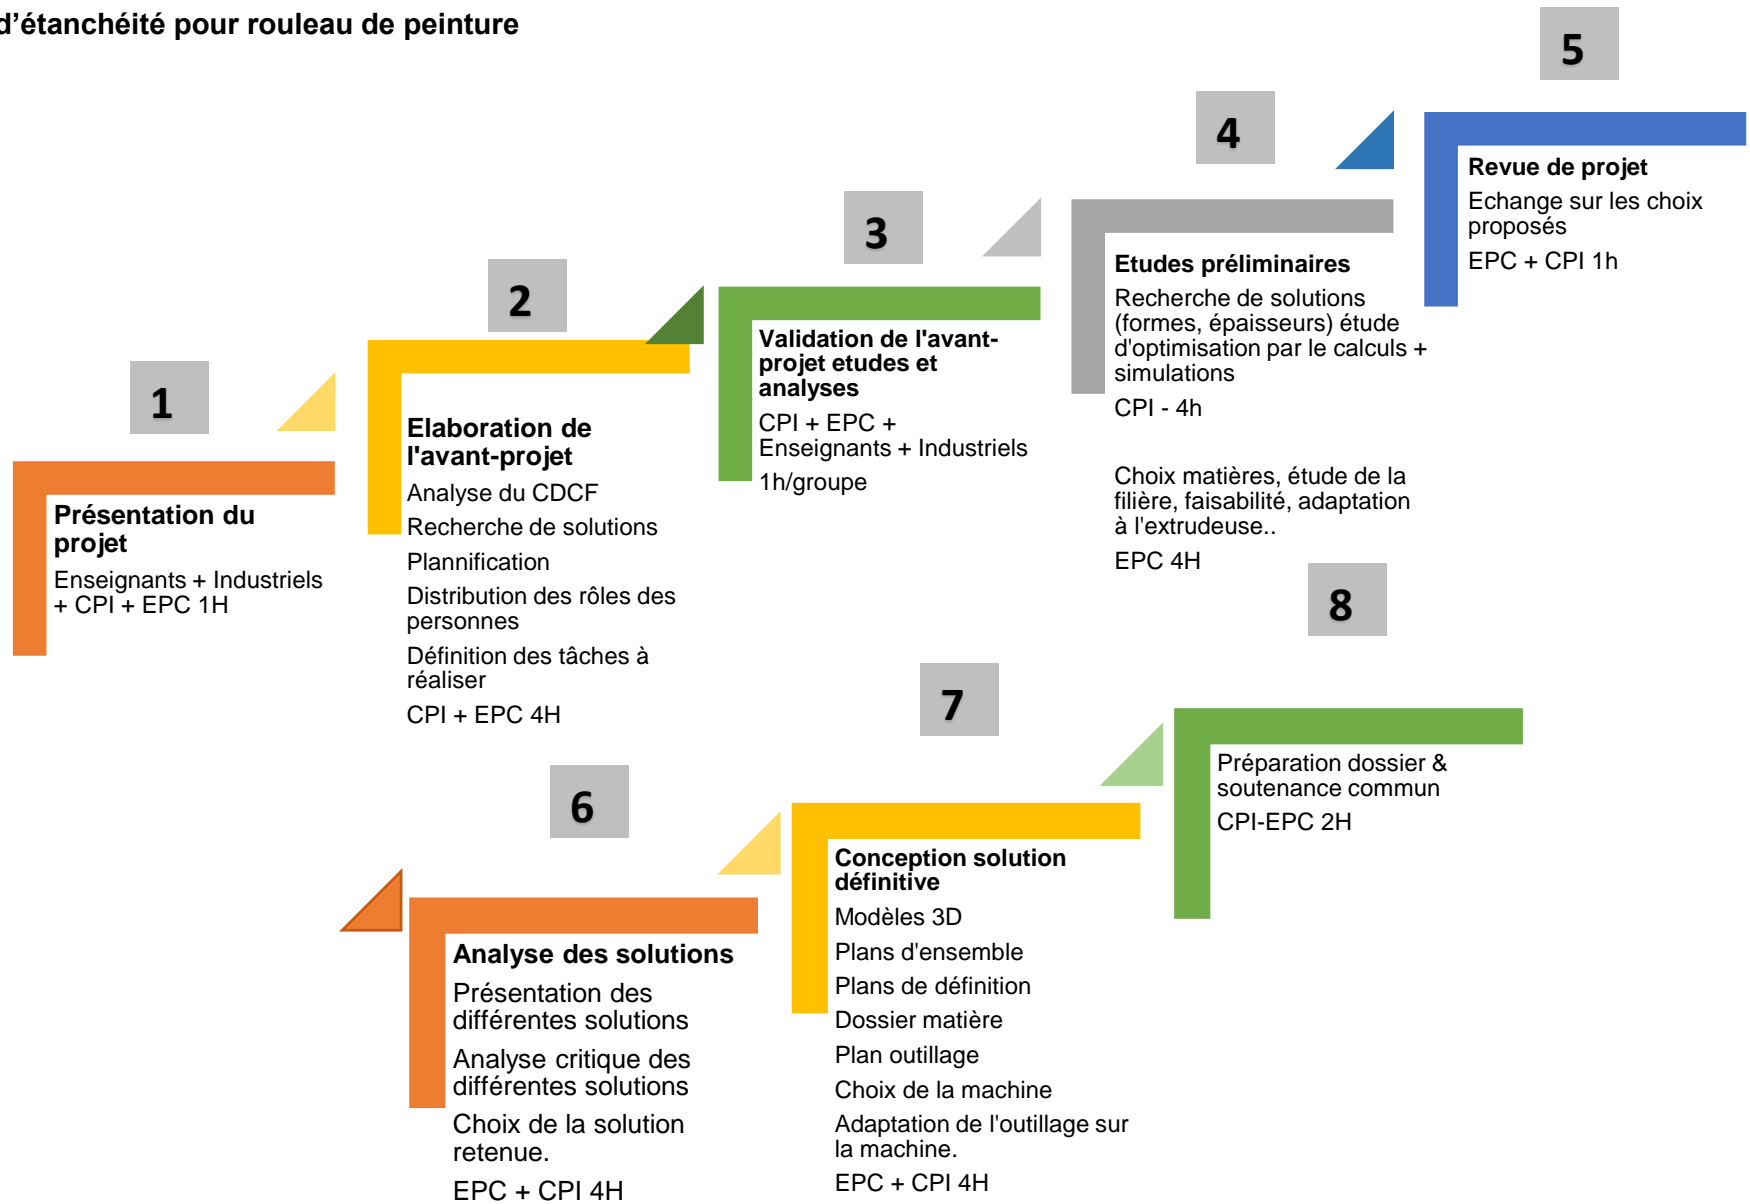 d’étanchéité pour rouleau de peinture
1
Présentation du
projet
Enseignants + Industriels
+ CPI + EPC 1H
2
Elaboration de
l'avant-projet
Analyse du CDCF
Recherche de solutions
Plannification
Distribution des rôles des
personnes
Définition des tâches à
réaliser
CPI + EPC 4H
3
Validation de l'avant-
projet etudes et
analyses
CPI + EPC +
Enseignants + Industriels
1h/groupe
4
Etudes préliminaires
Recherche de solutions
(formes, épaisseurs) étude
d'optimisation par le calculs +
simulations
CPI - 4h
Choix matières, étude de la
filière, faisabilité, adaptation
à l'extrudeuse..
EPC 4H
5
Revue de projet
Echange sur les choix
proposés
EPC + CPI 1h
6
Analyse des solutions
Présentation des
différentes solutions
Analyse critique des
différentes solutions
Choix de la solution
retenue.
EPC + CPI 4H
7
Conception solution
définitive
Modèles 3D
Plans d'ensemble
Plans de définition
Dossier matière
Plan outillage
Choix de la machine
Adaptation de l'outillage sur
la machine.
EPC + CPI 4H
8
Préparation dossier &
soutenance commun
CPI-EPC 2H